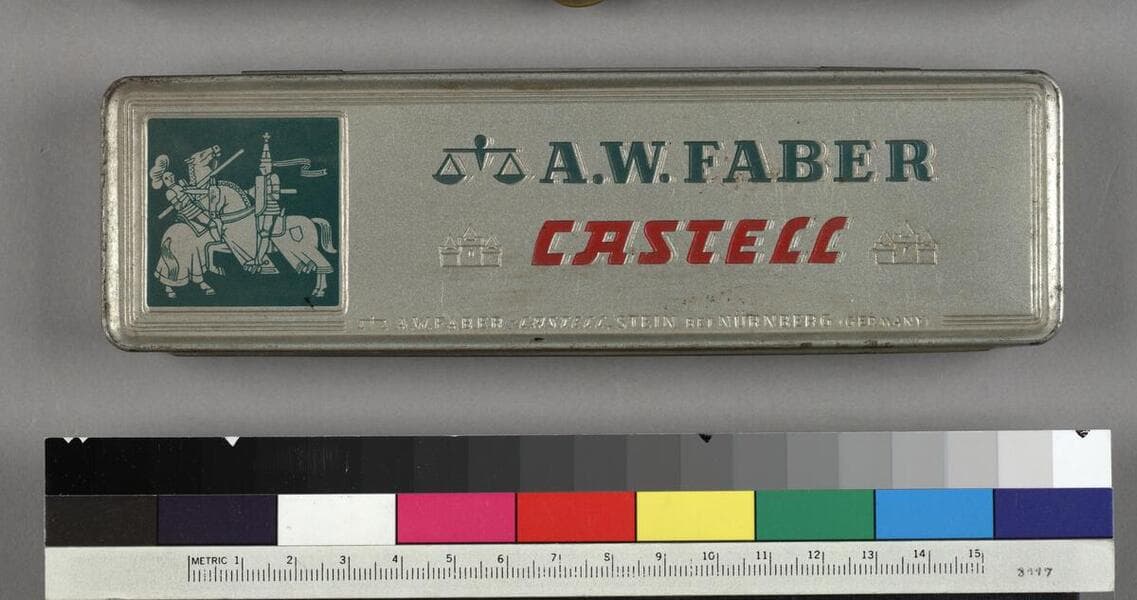 A.W. FABER
CASTELL
A.W. FABER-CASTELL STEIN BEI NÜRNBERG (GERMANY)
METRIC 1 2 3 4 5 6 7 8 9 10 11 12 13 14 15